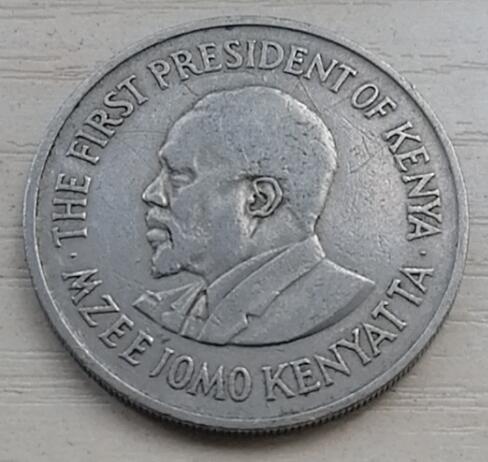 THE FIRST PRESIDENT OF KENYA
· MZEE JOMO KENYATTA ·